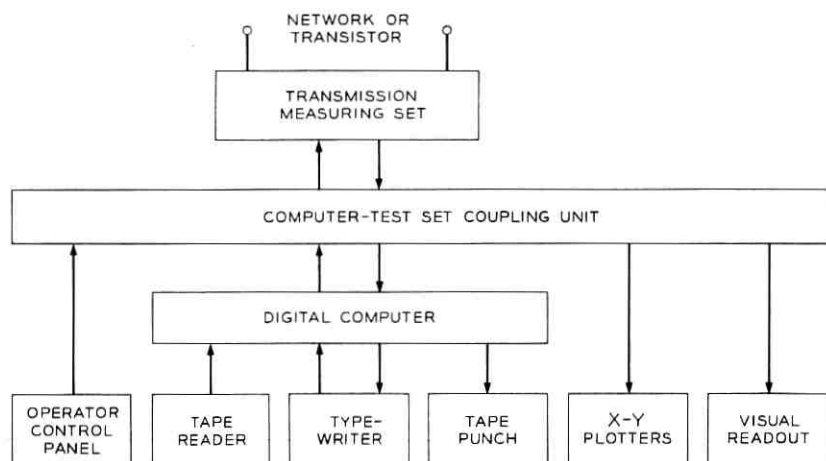 NETWORK OR
TRANSISTOR
TRANSMISSION
MEASURING SET
COMPUTER-TEST SET COUPLING UNIT
DIGITAL COMPUTER
OPERATOR
CONTROL
PANEL
TAPE
READER
TYPE-
WRITER
TAPE
PUNCH
X-Y
PLOTTERS
VISUAL
READOUT